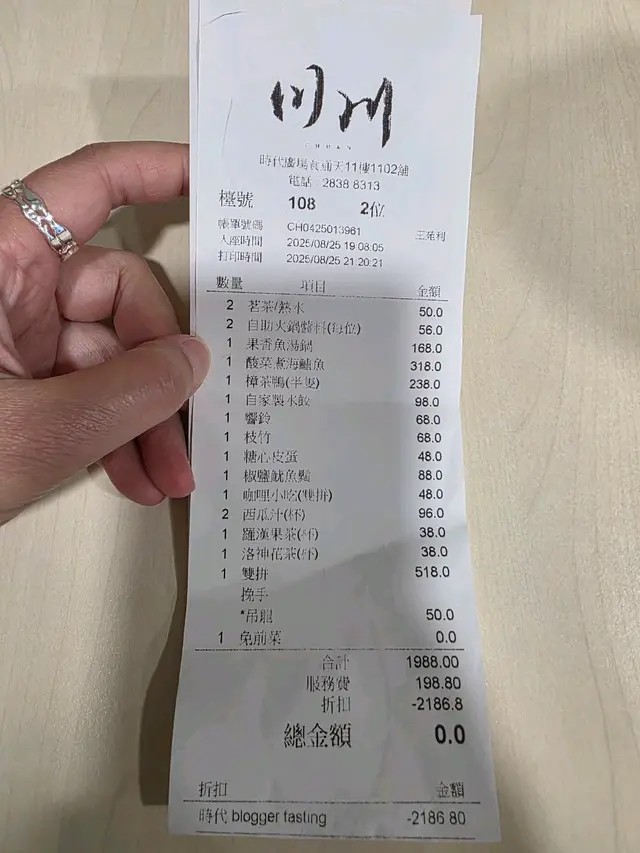 川川
CHUAN
時代廣場食通天11樓1102舖
電話 : 2838 8313
檯號 108 2位
帳單號碼 CH0425013961
入座時間 2025/08/25 19:08:05
打印時間 2025/08/25 21:20:21
數量 項目 金額
2 茗茶/熱水 50.0
2 自助火鍋醬料(每位) 56.0
1 果香魚湯鍋 168.0
1 酸菜煮海鱸魚 318.0
1 樟茶鴨(半隻) 238.0
1 自家製水餃 98.0
1 響鈴 68.0
1 枝竹 68.0
1 糖心皮蛋 48.0
1 椒鹽魷魚鬚 88.0
1 咖哩小吃(雙拼) 48.0
2 西瓜汁(杯) 96.0
1 羅漢果茶(杯) 38.0
1 洛神花茶(杯) 38.0
1 雙拼 518.0
挽手
*吊龍 50.0
1 免前菜 0.0
合計 1988.00
服務費 198.80
折扣 -2186.8
總金額 0.0
折扣 金額
時代 blogger tasting -2186.80